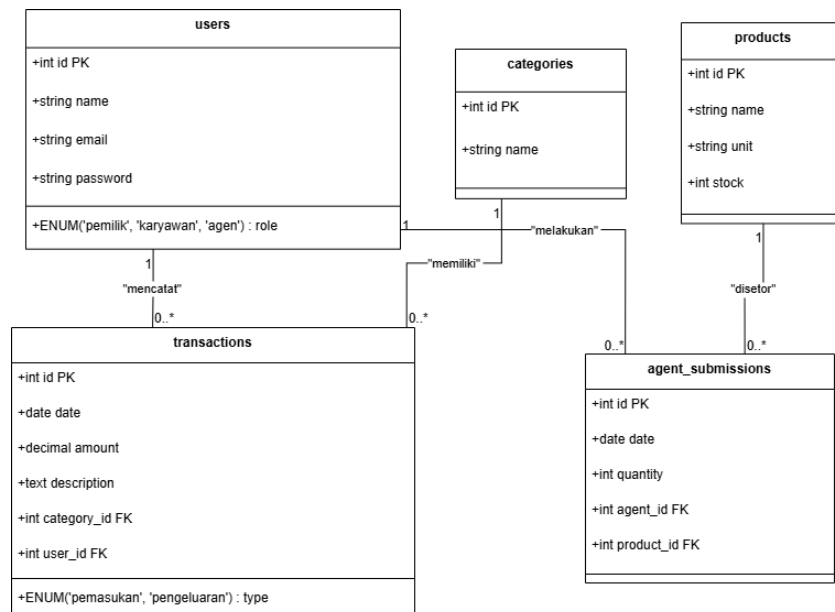 users
+int id PK
+string name
+string email
+string password
+ENUM('pemilik', 'karyawan', 'agen') : role
categories
+int id PK
+string name
products
+int id PK
+string name
+string unit
+int stock
1
"mencatat"
0..*
1
"memiliki"
0..*
1
"melakukan"
0..*
1
"disetor"
0..*
transactions
+int id PK
+date date
+decimal amount
+text description
+int category_id FK
+int user_id FK
+ENUM('pemasukan', 'pengeluaran') : type
agent_submissions
+int id PK
+date date
+int quantity
+int agent_id FK
+int product_id FK